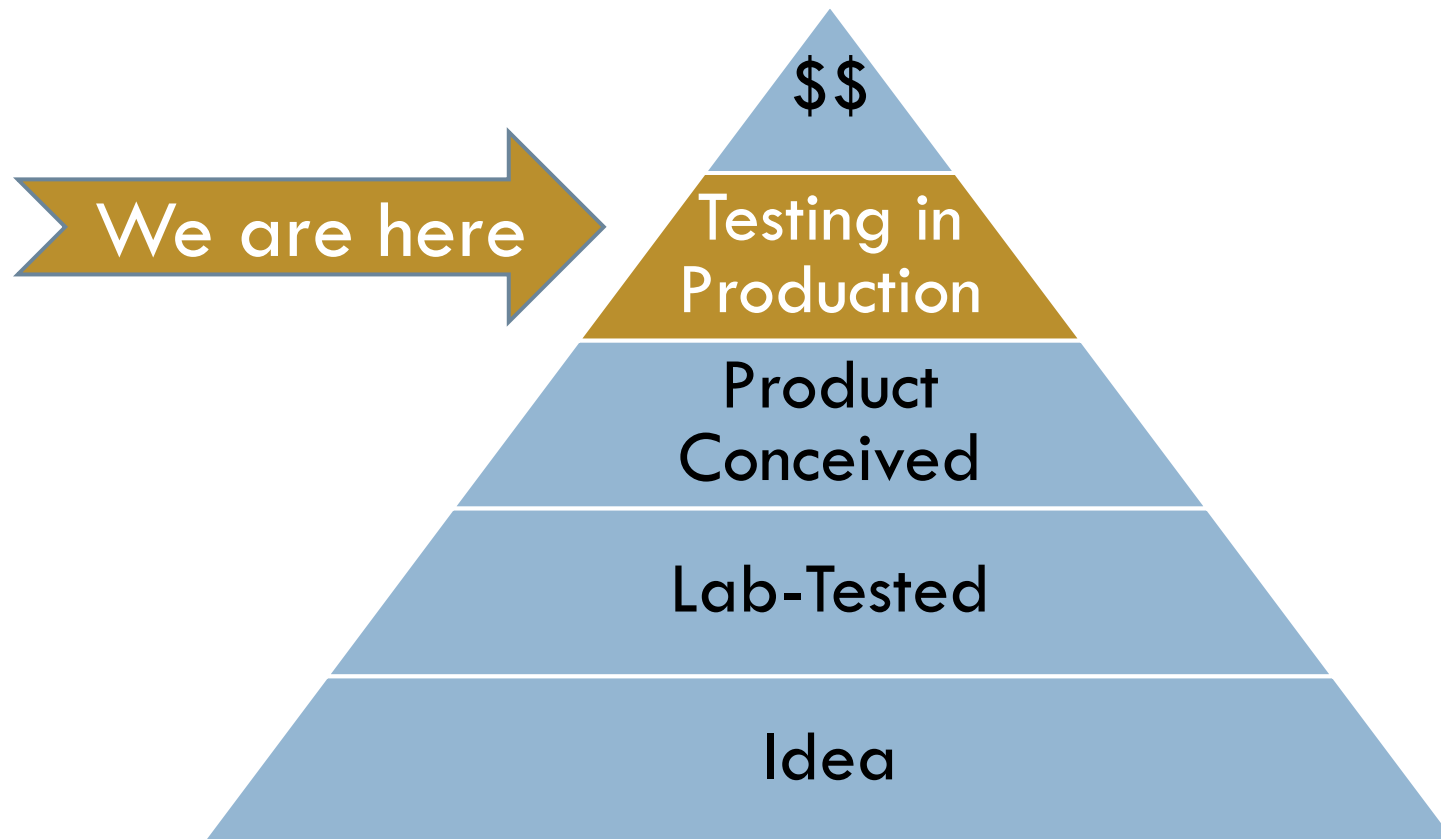 $$
We are here
Testing in
Production
Product
Conceived
Lab-Tested
Idea